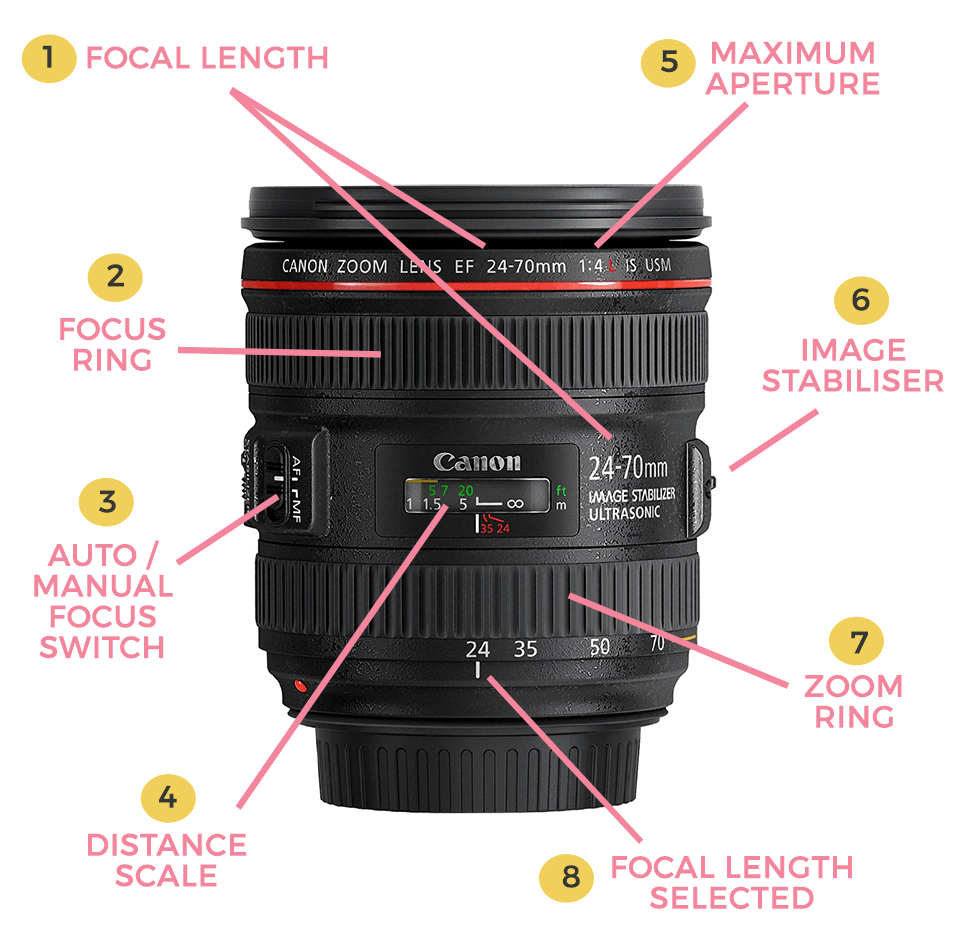 1 FOCAL LENGTH
5 MAXIMUM
APERTURE
CANON ZOOM LENS EF 24-70mm 1:4 L IS USM
2
FOCUS
RING
6
IMAGE
STABILISER
Canon
5 7 20 ft
1 1.5 5 ∞ m
35 24
24-70mm
IMAGE STABILIZER
ULTRASONIC
AF
MF
3
AUTO /
MANUAL
FOCUS
SWITCH
24 35 50 70
7
ZOOM
RING
4
DISTANCE
SCALE
8 FOCAL LENGTH
SELECTED